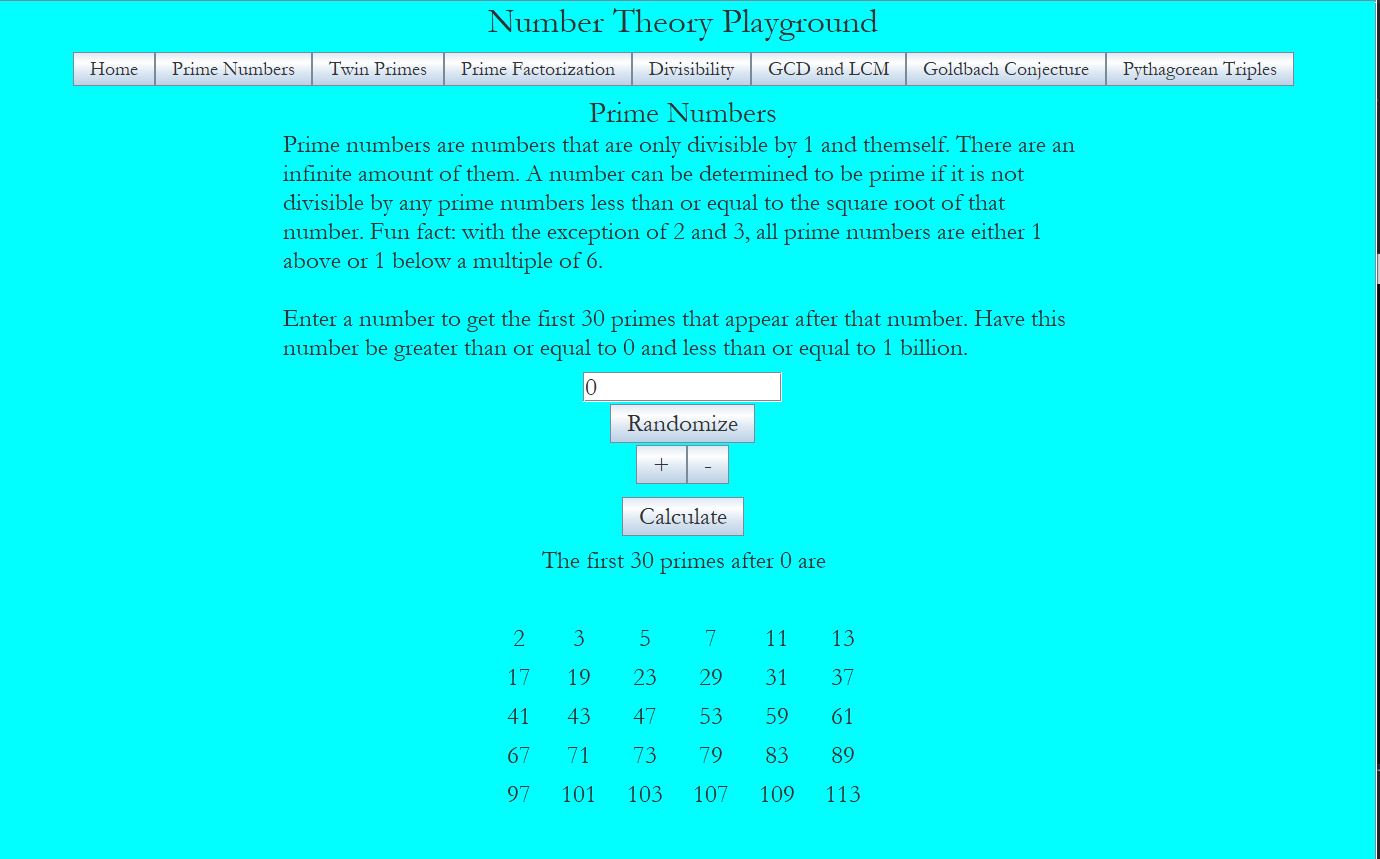 Number Theory Playground
Home Prime Numbers Twin Primes Prime Factorization Divisibility GCD and LCM Goldbach Conjecture Pythagorean Triples
Prime Numbers
Prime numbers are numbers that are only divisible by 1 and themself. There are an
infinite amount of them. A number can be determined to be prime if it is not
divisible by any prime numbers less than or equal to the square root of that
number. Fun fact: with the exception of 2 and 3, all prime numbers are either 1
above or 1 below a multiple of 6.
Enter a number to get the first 30 primes that appear after that number. Have this
number be greater than or equal to 0 and less than or equal to 1 billion.
0
Randomize
+ -
Calculate
The first 30 primes after 0 are
2 3 5 7 11 13
17 19 23 29 31 37
41 43 47 53 59 61
67 71 73 79 83 89
97 101 103 107 109 113